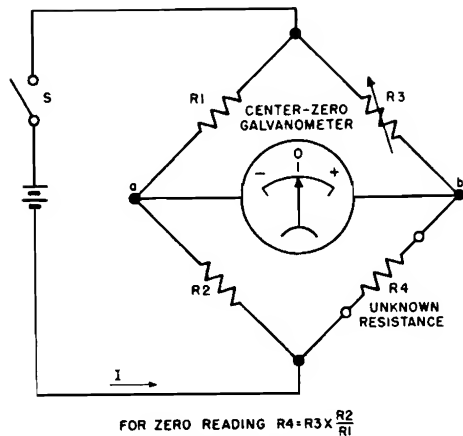 S
R1
R3
CENTER-ZERO
GALVANOMETER
0
- +
a
b
R2
R4
UNKNOWN
RESISTANCE
I
FOR ZERO READING R4=R3×R2/R1